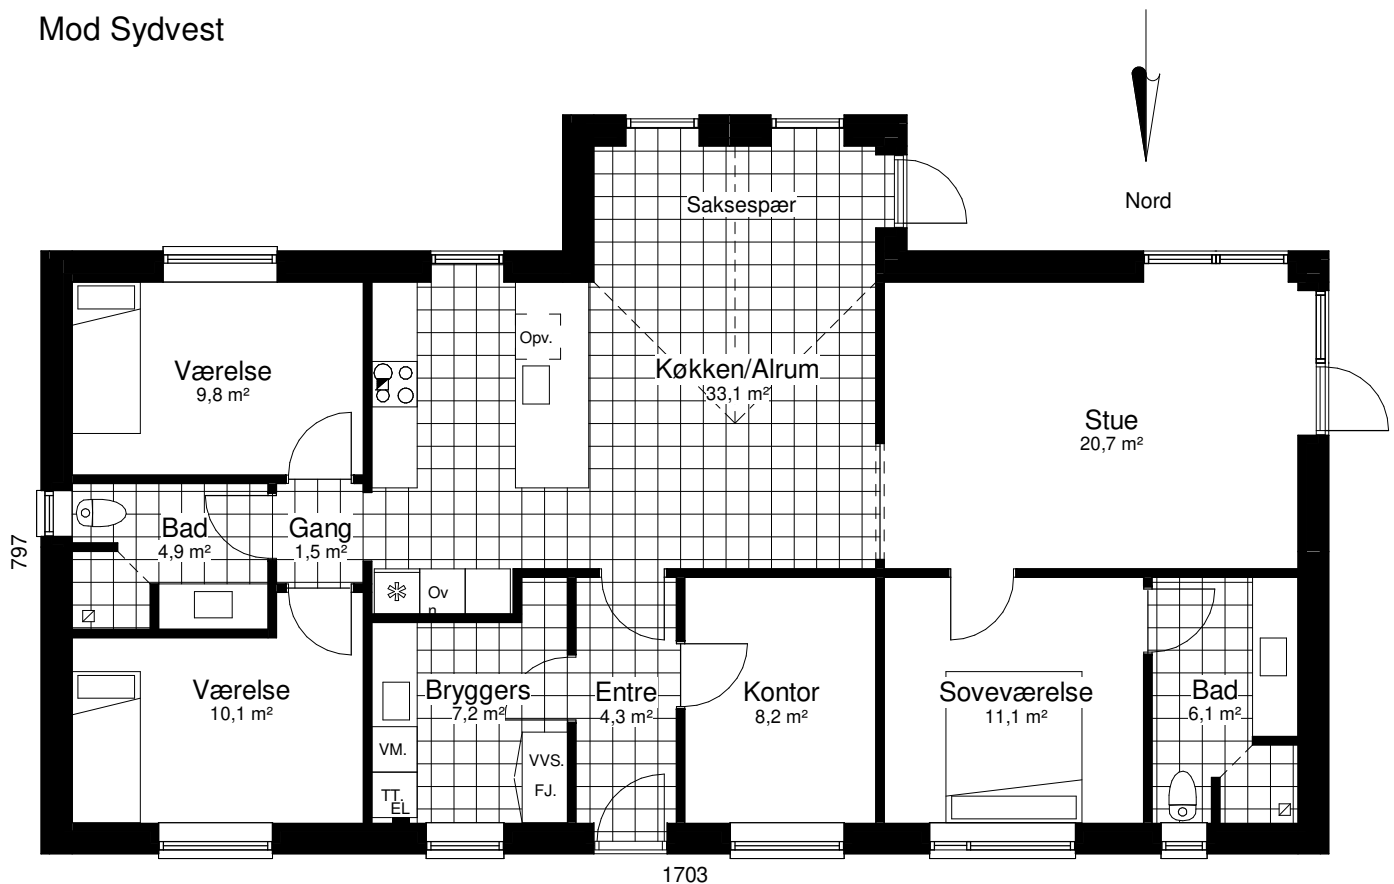 Mod Sydvest
Nord
Saksespær
Opv.
Værelse
9,8 m²
Køkken/Alrum
33,1 m²
Stue
20,7 m²
797
Bad
4,9 m²
Gang
1,5 m²
Ov
n
Værelse
10,1 m²
Bryggers
7,2 m²
Entre
4,3 m²
Kontor
8,2 m²
Soveværelse
11,1 m²
Bad
6,1 m²
VM.
VVS.
FJ.
TT.
EL
1703